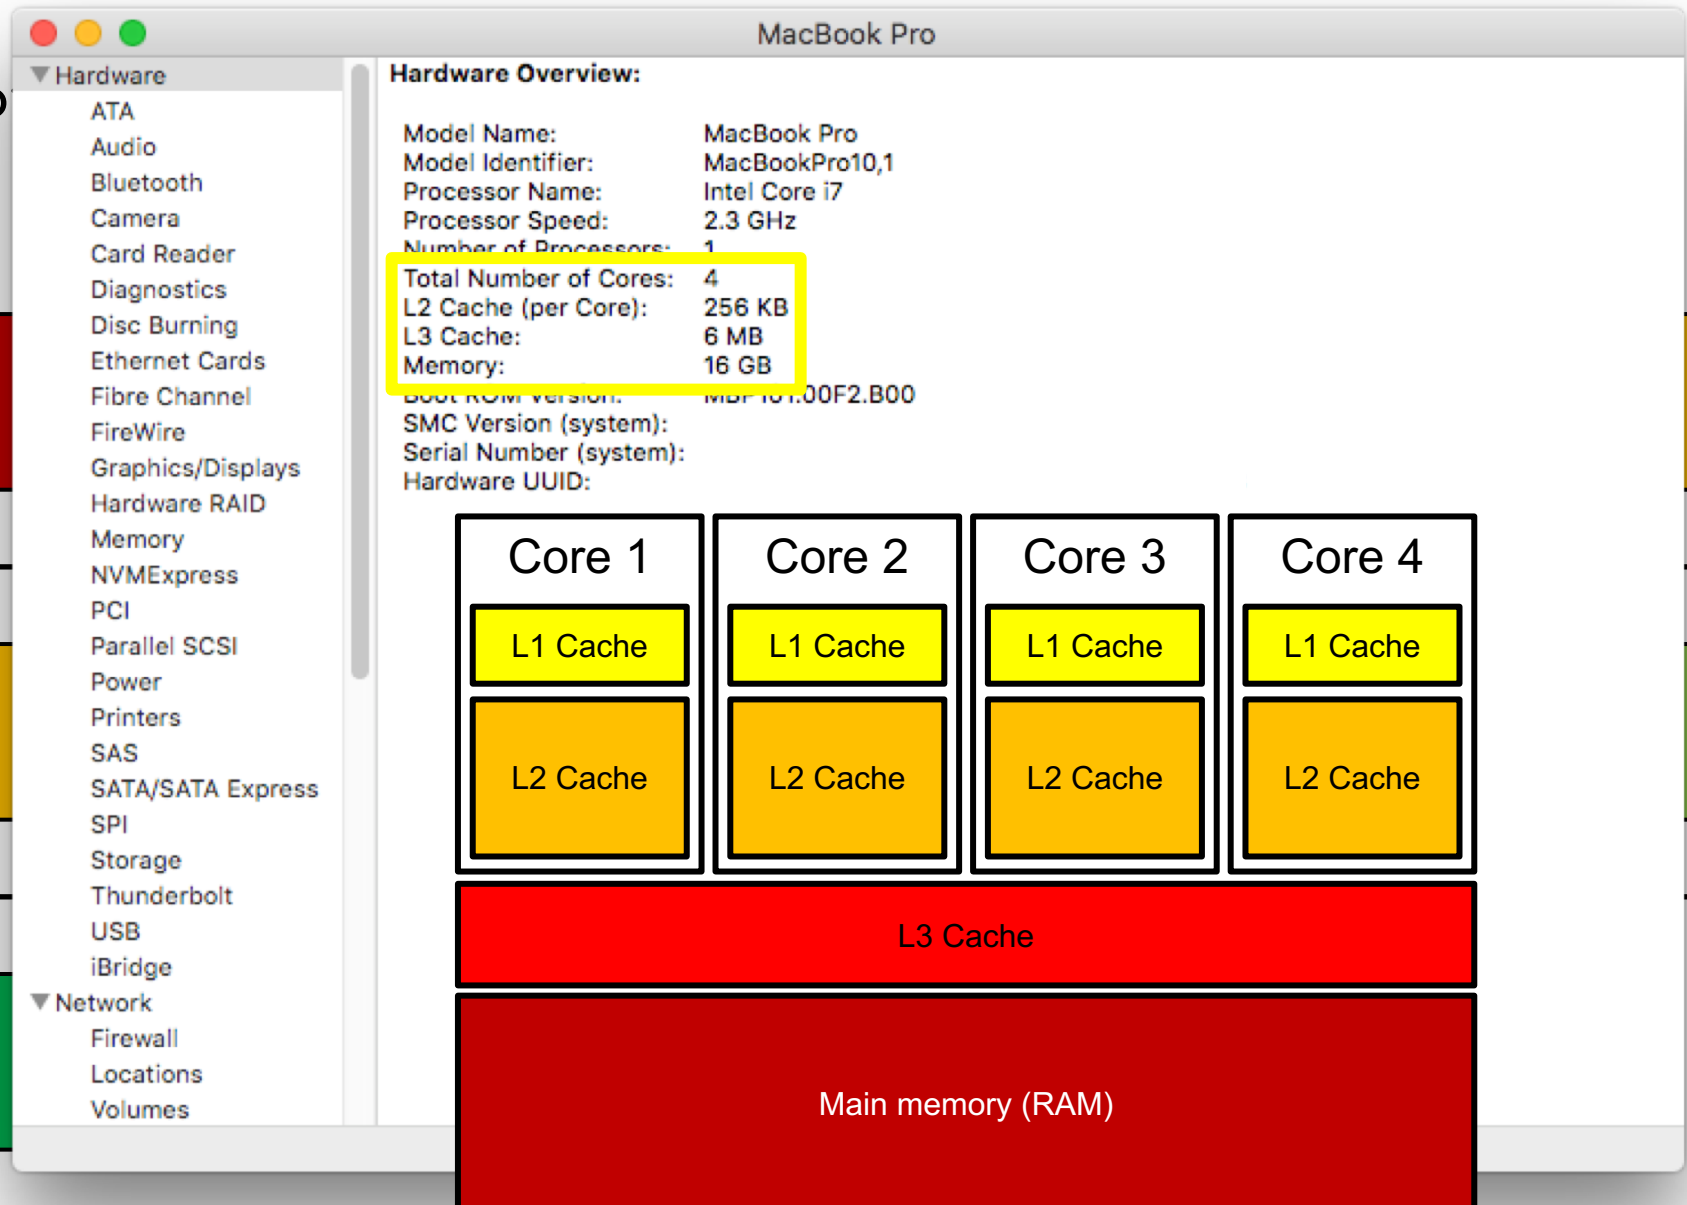 MacBook Pro
Hardware
ATA
Audio
Bluetooth
Camera
Card Reader
Diagnostics
Disc Burning
Ethernet Cards
Fibre Channel
FireWire
Graphics/Displays
Hardware RAID
Memory
NVMExpress
PCI
Parallel SCSI
Power
Printers
SAS
SATA/SATA Express
SPI
Storage
Thunderbolt
USB
iBridge
Network
Firewall
Locations
Volumes
Hardware Overview:
Model Name: MacBook Pro
Model Identifier: MacBookPro10,1
Processor Name: Intel Core i7
Processor Speed: 2.3 GHz
Number of Processors: 1
Total Number of Cores: 4
L2 Cache (per Core): 256 KB
L3 Cache: 6 MB
Memory: 16 GB
Boot ROM Version: MBP101.00F2.B00
SMC Version (system):
Serial Number (system):
Hardware UUID:
Core 1 Core 2 Core 3 Core 4
L1 Cache L1 Cache L1 Cache L1 Cache
L2 Cache L2 Cache L2 Cache L2 Cache
L3 Cache
Main memory (RAM)